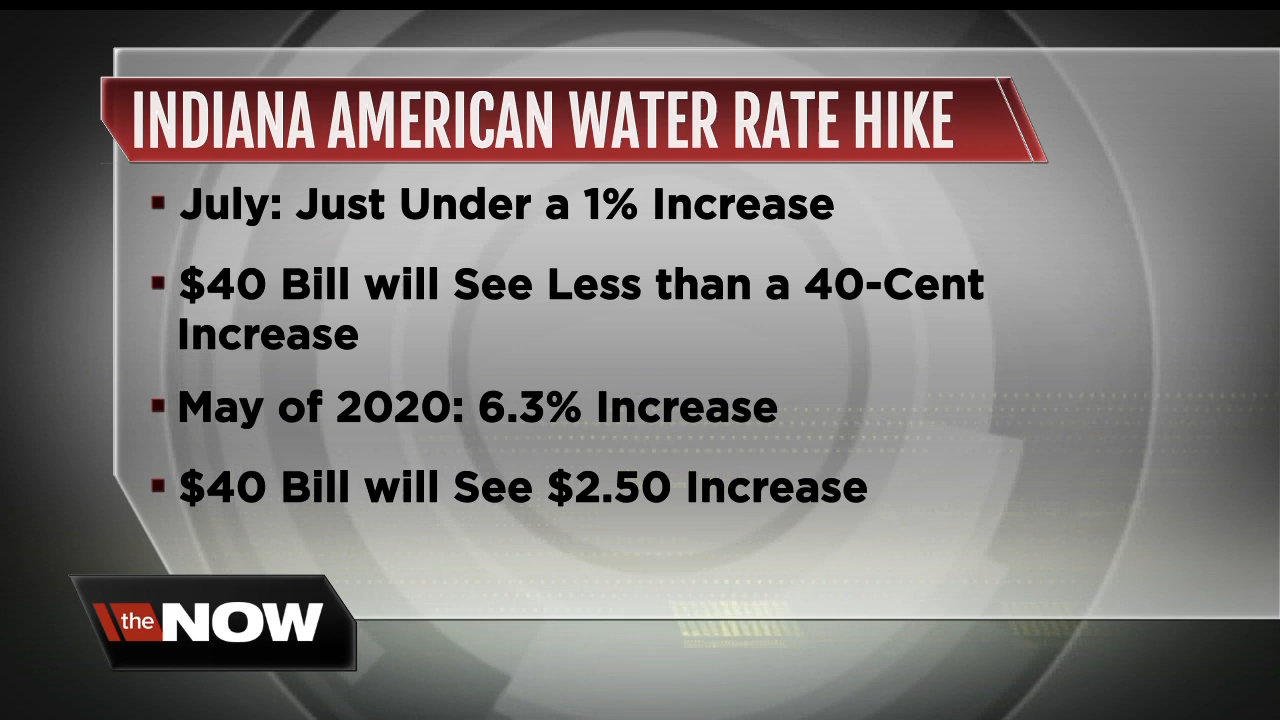 INDIANA AMERICAN WATER RATE HIKE
July: Just Under a 1% Increase
$40 Bill will See Less than a 40-Cent
Increase
May of 2020: 6.3% Increase
$40 Bill will See $2.50 Increase
the NOW